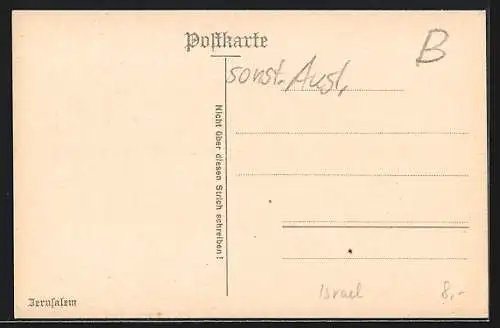 Postkarte
B
sonst. Ausl,
Nicht über diesen Strich schreiben!
Jerusalem
Israel 8,-